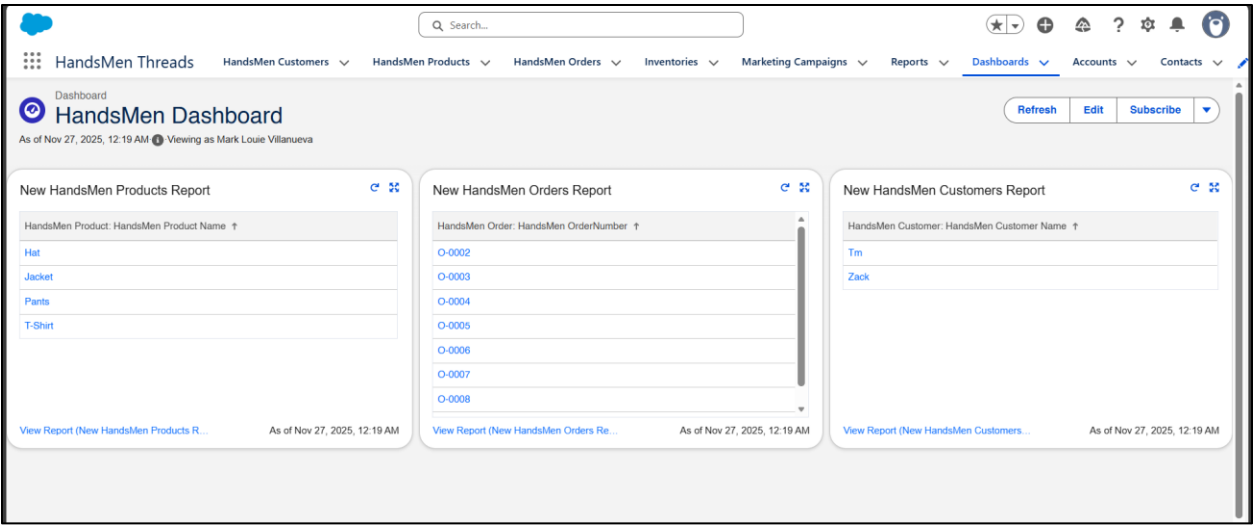 Search...
HandsMen Threads
HandsMen Customers
HandsMen Products
HandsMen Orders
Inventories
Marketing Campaigns
Reports
Dashboards
Accounts
Contacts
Dashboard
HandsMen Dashboard
As of Nov 27, 2025, 12:19 AM Viewing as Mark Louie Villanueva
Refresh
Edit
Subscribe
New HandsMen Products Report
HandsMen Product: HandsMen Product Name ↑
Hat
Jacket
Pants
T-Shirt
View Report (New HandsMen Products R...
As of Nov 27, 2025, 12:19 AM
New HandsMen Orders Report
HandsMen Order: HandsMen OrderNumber ↑
O-0002
O-0003
O-0004
O-0005
O-0006
O-0007
O-0008
View Report (New HandsMen Orders Re...
As of Nov 27, 2025, 12:19 AM
New HandsMen Customers Report
HandsMen Customer: HandsMen Customer Name ↑
Tm
Zack
View Report (New HandsMen Customers...
As of Nov 27, 2025, 12:19 AM